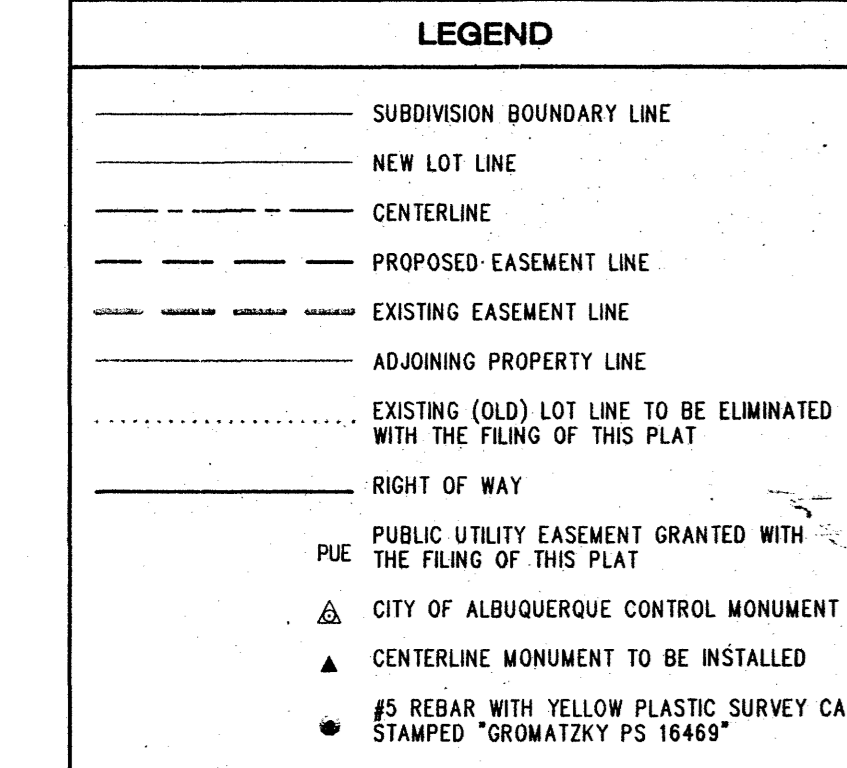 LEGEND
SUBDIVISION BOUNDARY LINE
NEW LOT LINE
CENTERLINE
PROPOSED EASEMENT LINE
EXISTING EASEMENT LINE
ADJOINING PROPERTY LINE
EXISTING (OLD) LOT LINE TO BE ELIMINATED
WITH THE FILING OF THIS PLAT
RIGHT OF WAY
PUE PUBLIC UTILITY EASEMENT GRANTED WITH
THE FILING OF THIS PLAT
CITY OF ALBUQUERQUE CONTROL MONUMENT
CENTERLINE MONUMENT TO BE INSTALLED
#5 REBAR WITH YELLOW PLASTIC SURVEY CA
STAMPED "GROMATZKY PS 16469"